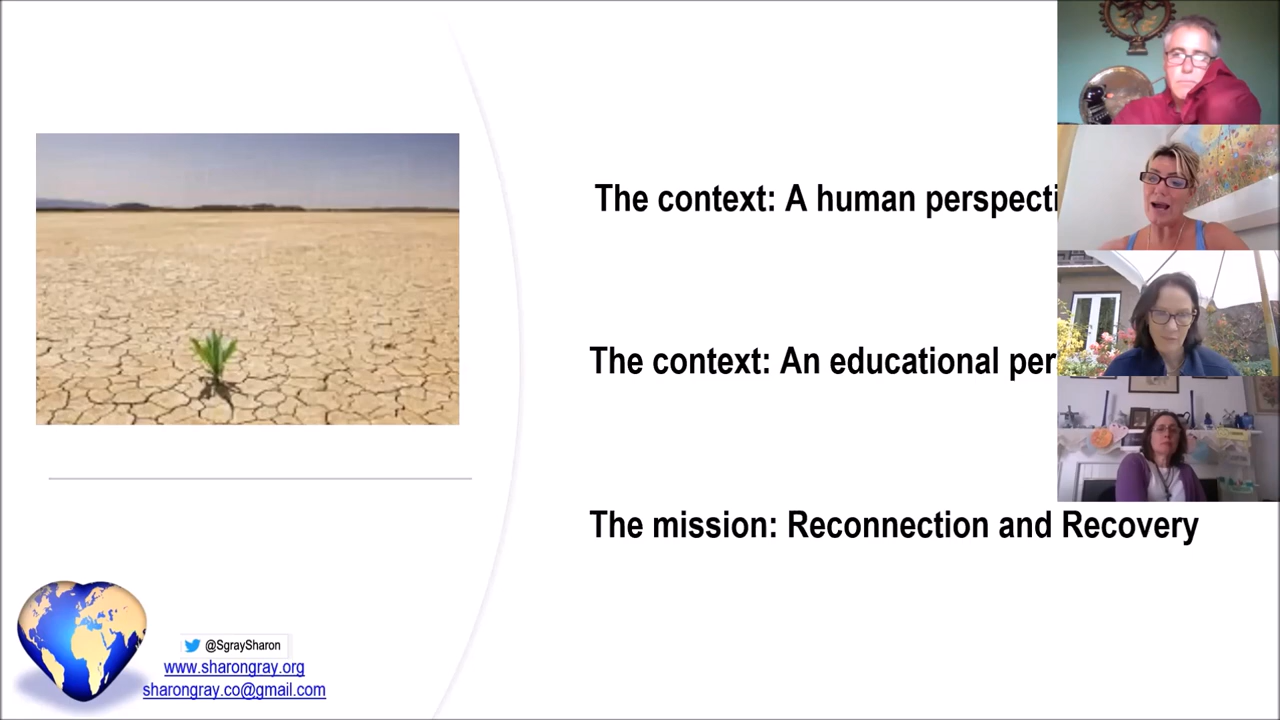 The context: A human perspecti
The context: An educational per
The mission: Reconnection and Recovery
@SgraySharon
www.sharongray.org
sharongray.co@gmail.com